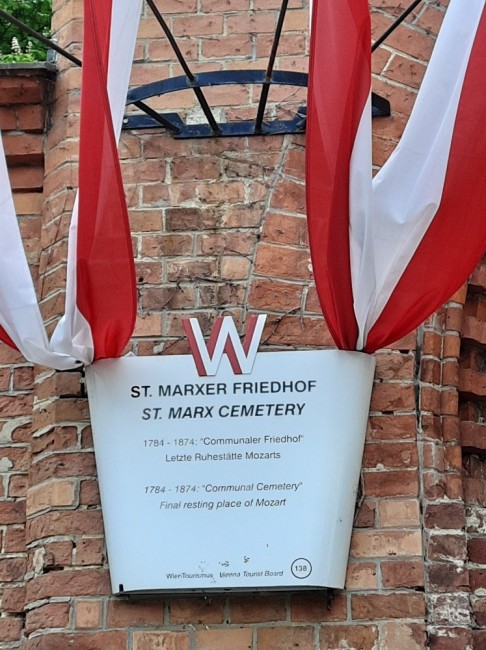 W
ST. MARXER FRIEDHOF
ST. MARX CEMETERY
1784 - 1874: "Communaler Friedhof"
Letzte Ruhestätte Mozarts
1784 - 1874: "Communal Cemetery"
Final resting place of Mozart
WienTourismus Vienna Tourist Board 138